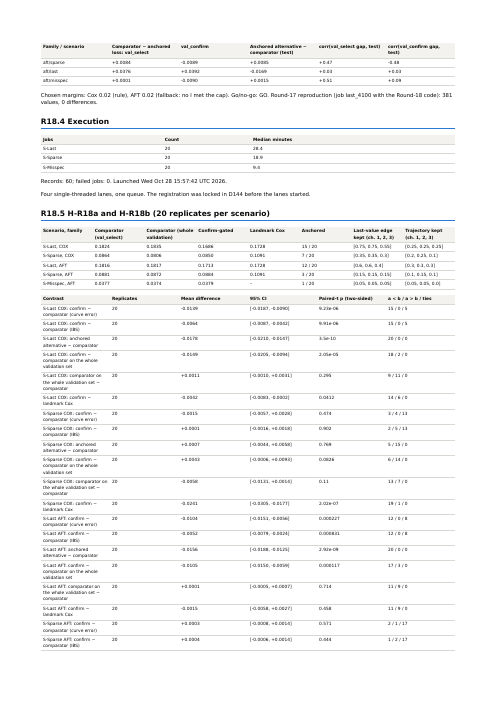 Family / scenario | Comparator − anchored loss: val_select | val_confirm | Anchored alternative − comparator (test) | corr(val_select gap, test) | corr(val_confirm gap, test)
aft/sparse | +0.0084 | -0.0089 | +0.0085 | +0.47 | -0.48
aft/last | +0.0376 | +0.0392 | -0.0169 | +0.03 | +0.03
aft/misspec | +0.0001 | -0.0090 | +0.0015 | +0.51 | +0.09
Chosen margins: Cox 0.02 (rule), AFT 0.02 (fallback: no l met the cap). Go/no-go: GO. Round-17 reproduction (job last_4100 with the Round-18 code): 381
values, 0 differences.
R18.4 Execution
Jobs | Count | Median minutes
S-Last | 20 | 28.4
S-Sparse | 20 | 18.9
S-Misspec | 20 | 9.4
Records: 60; failed jobs: 0. Launched Wed Oct 28 15:57:42 UTC 2026.
Four single-threaded lanes, one queue. The registration was locked in D144 before the lanes started.
R18.5 H-R18a and H-R18b (20 replicates per scenario)
Scenario, family | Comparator (val_select) | Comparator (whole validation) | Confirm-gated | Landmark Cox | Anchored | Last-value edge kept (ch. 1, 2, 3) | Trajectory kept (ch. 1, 2, 3)
S-Last, COX | 0.1824 | 0.1835 | 0.1686 | 0.1728 | 15 / 20 | [0.75, 0.75, 0.55] | [0.25, 0.25, 0.25]
S-Sparse, COX | 0.0864 | 0.0806 | 0.0850 | 0.1091 | 7 / 20 | [0.35, 0.35, 0.3] | [0.2, 0.25, 0.1]
S-Last, AFT | 0.1816 | 0.1817 | 0.1713 | 0.1728 | 12 / 20 | [0.6, 0.6, 0.4] | [0.3, 0.3, 0.3]
S-Sparse, AFT | 0.0881 | 0.0872 | 0.0884 | 0.1091 | 3 / 20 | [0.15, 0.15, 0.15] | [0.1, 0.15, 0.1]
S-Misspec, AFT | 0.0377 | 0.0374 | 0.0379 | – | 1 / 20 | [0.05, 0.05, 0.05] | [0.05, 0.05, 0.05]
Contrast | Replicates | Mean difference | 95% CI | Paired-t p (two-sided) | a < b / a > b / ties
S-Last COX: confirm − comparator (curve error) | 20 | -0.0139 | [-0.0187, -0.0090] | 9.23e-06 | 15 / 0 / 5
S-Last COX: confirm − comparator (IBS) | 20 | -0.0064 | [-0.0087, -0.0042] | 9.91e-06 | 15 / 0 / 5
S-Last COX: anchored alternative − comparator | 20 | -0.0178 | [-0.0210, -0.0147] | 3.5e-10 | 20 / 0 / 0
S-Last COX: confirm − comparator on the whole validation set | 20 | -0.0149 | [-0.0205, -0.0094] | 2.05e-05 | 18 / 2 / 0
S-Last COX: comparator on the whole validation set − comparator | 20 | +0.0011 | [-0.0010, +0.0031] | 0.295 | 9 / 11 / 0
S-Last COX: confirm − landmark Cox | 20 | -0.0042 | [-0.0083, -0.0002] | 0.0412 | 14 / 6 / 0
S-Sparse COX: confirm − comparator (curve error) | 20 | -0.0015 | [-0.0057, +0.0028] | 0.473 | 3 / 4 / 13
S-Sparse COX: confirm − comparator (IBS) | 20 | +0.0001 | [-0.0016, +0.0018] | 0.902 | 2 / 5 / 13
S-Sparse COX: anchored alternative − comparator | 20 | +0.0007 | [-0.0044, +0.0058] | 0.769 | 5 / 15 / 0
S-Sparse COX: confirm − comparator on the whole validation set | 20 | +0.0043 | [-0.0006, +0.0093] | 0.0826 | 6 / 14 / 0
S-Sparse COX: comparator on the whole validation set − comparator | 20 | -0.0058 | [-0.0131, +0.0014] | 0.11 | 13 / 7 / 0
S-Sparse COX: confirm − landmark Cox | 20 | -0.0241 | [-0.0305, -0.0177] | 2.02e-07 | 19 / 1 / 0
S-Last AFT: confirm − comparator (curve error) | 20 | -0.0104 | [-0.0151, -0.0056] | 0.000227 | 12 / 0 / 8
S-Last AFT: confirm − comparator (IBS) | 20 | -0.0052 | [-0.0079, -0.0024] | 0.000831 | 12 / 0 / 8
S-Last AFT: anchored alternative − comparator | 20 | -0.0156 | [-0.0188, -0.0125] | 2.92e-09 | 20 / 0 / 0
S-Last AFT: confirm − comparator on the whole validation set | 20 | -0.0105 | [-0.0150, -0.0059] | 0.000117 | 17 / 3 / 0
S-Last AFT: comparator on the whole validation set − comparator | 20 | +0.0001 | [-0.0005, +0.0007] | 0.714 | 11 / 9 / 0
S-Last AFT: confirm − landmark Cox | 20 | -0.0015 | [-0.0058, +0.0027] | 0.458 | 11 / 9 / 0
S-Sparse AFT: confirm − comparator (curve error) | 20 | +0.0003 | [-0.0008, +0.0014] | 0.571 | 2 / 1 / 17
S-Sparse AFT: confirm − comparator (IBS) | 20 | +0.0004 | [-0.0006, +0.0014] | 0.444 | 1 / 2 / 17